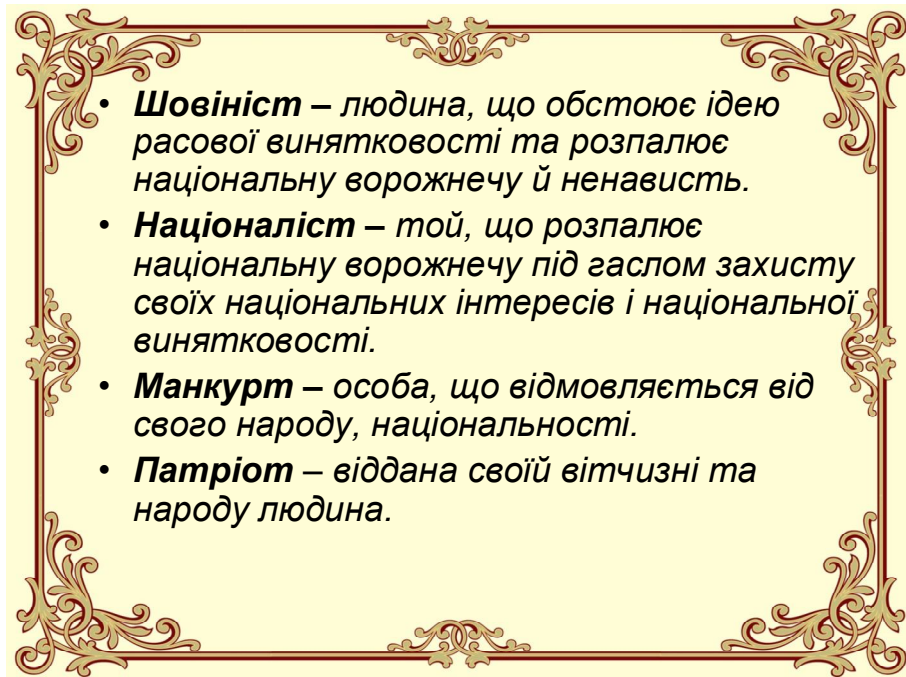 • Шовініст – людина, що обстоює ідею
расової винятковості та розпалює
національну ворожнечу й ненависть.
• Націоналіст – той, що розпалює
національну ворожнечу під гаслом захисту
своїх національних інтересів і національної
винятковості.
• Манкурт – особа, що відмовляється від
свого народу, національності.
• Патріот – віддана своїй вітчизні та
народу людина.